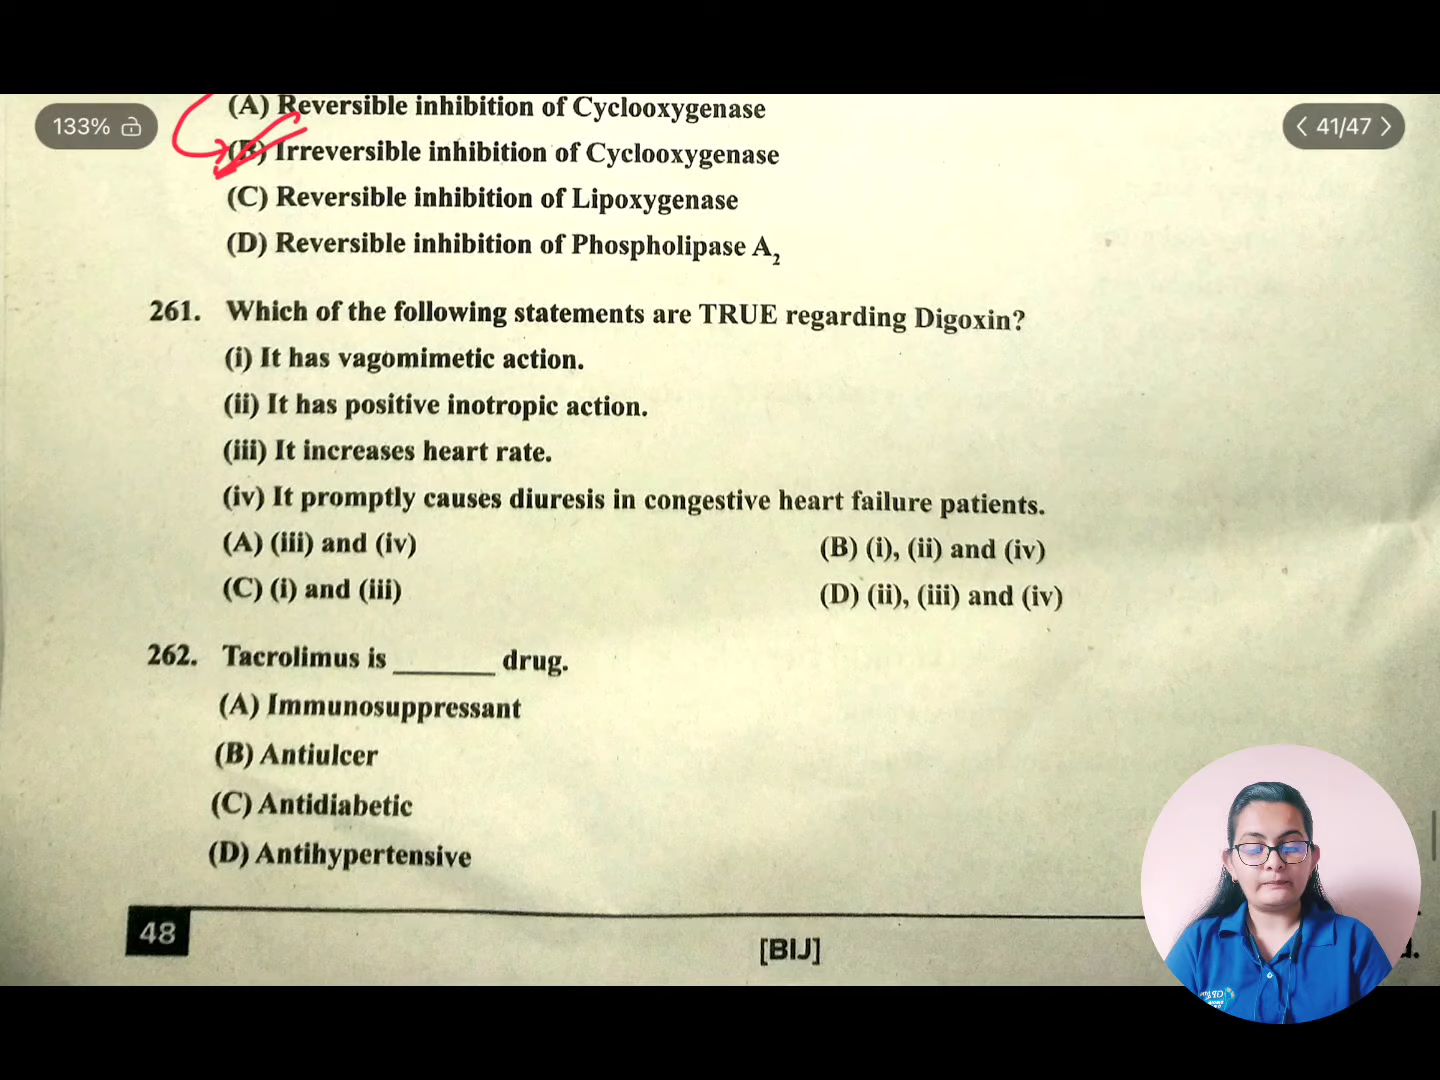 (A) Reversible inhibition of Cyclooxygenase
133%
41/47
(B) Irreversible inhibition of Cyclooxygenase
(C) Reversible inhibition of Lipoxygenase
(D) Reversible inhibition of Phospholipase A₂
261. Which of the following statements are TRUE regarding Digoxin?
(i) It has vagomimetic action.
(ii) It has positive inotropic action.
(iii) It increases heart rate.
(iv) It promptly causes diuresis in congestive heart failure patients.
(A) (iii) and (iv)
(B) (i), (ii) and (iv)
(C) (i) and (iii)
(D) (ii), (iii) and (iv)
262. Tacrolimus is _______ drug.
(A) Immunosuppressant
(B) Antiulcer
(C) Antidiabetic
(D) Antihypertensive
48
[BIJ]